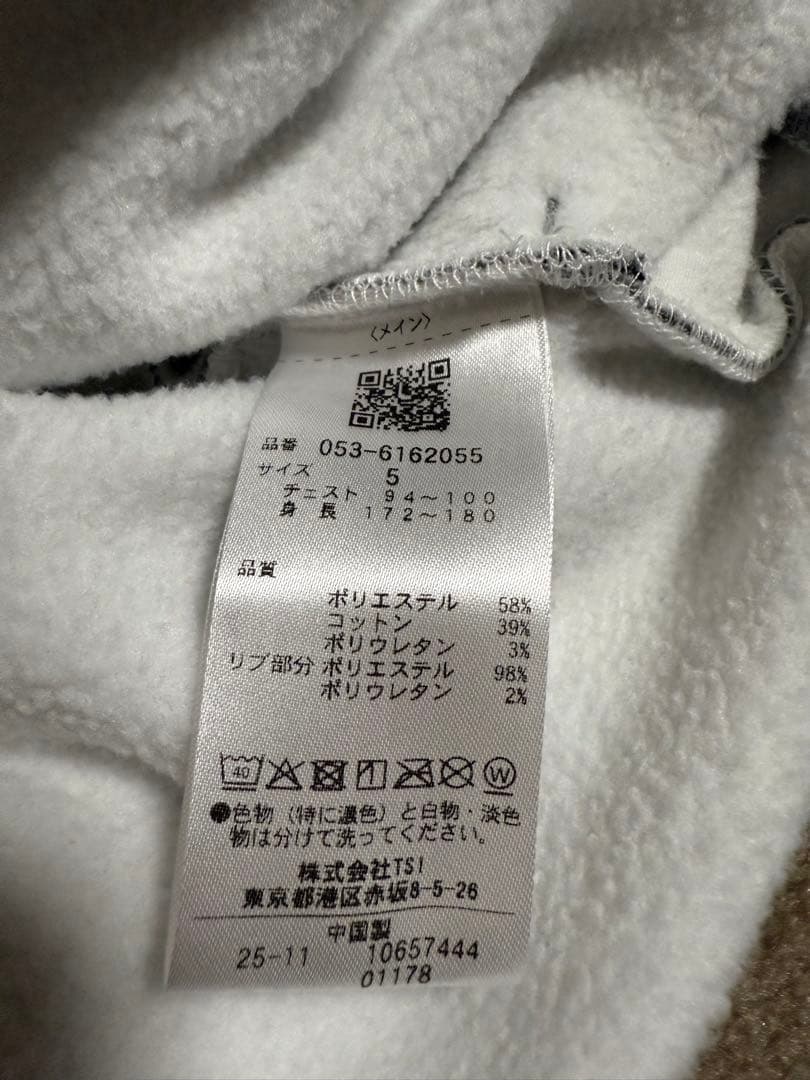 〈メイン〉
品番 053-6162055
サイズ 5
チェスト 94～100
身長 172～180
品質
ポリエステル 58%
コットン 39%
ポリウレタン 3%
リブ部分 ポリエステル 98%
ポリウレタン 2%
40 W
●色物（特に濃色）と白物・淡色
物は分けて洗ってください。
株式会社TSI
東京都港区赤坂8-5-26
中国製
25-11 10657444
01178